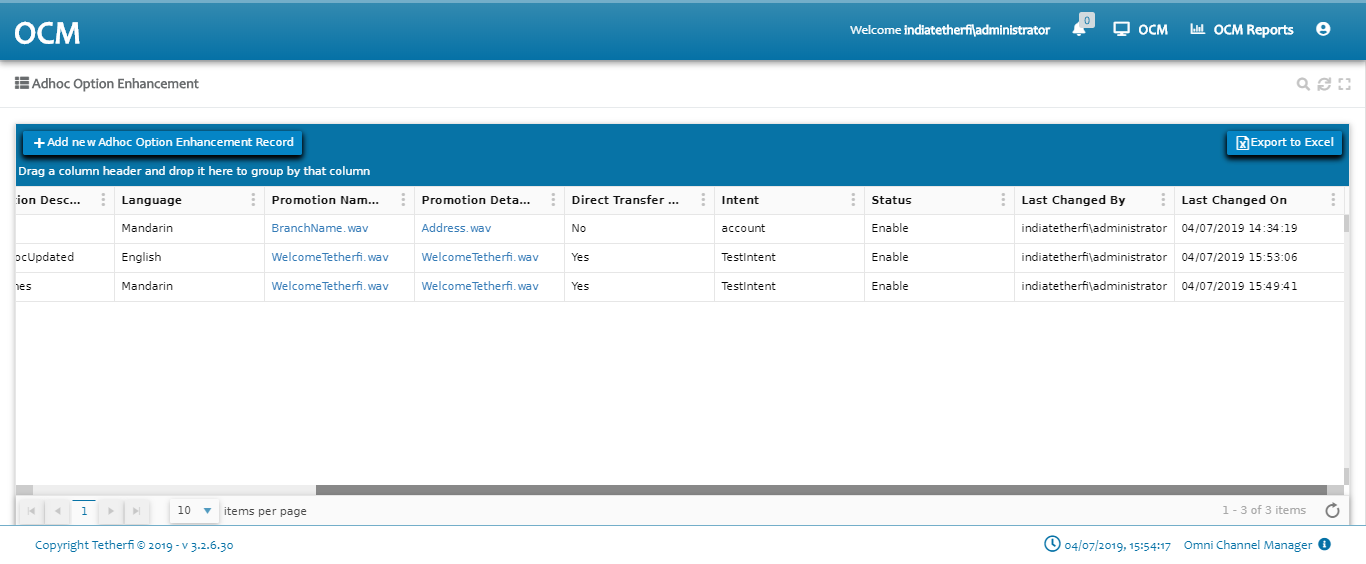 OCM
Welcome indiatetherfi\administrator 0 OCM OCM Reports
Adhoc Option Enhancement
Add new Adhoc Option Enhancement Record Export to Excel
Drag a column header and drop it here to group by that column
ion Desc... Language Promotion Nam... Promotion Deta... Direct Transfer ... Intent Status Last Changed By Last Changed On
Mandarin BranchName.wav Address.wav No account Enable indiatetherfi\administrator 04/07/2019 14:34:19
ocUpdated English WelcomeTetherfi.wav WelcomeTetherfi.wav Yes TestIntent Enable indiatetherfi\administrator 04/07/2019 15:53:06
nes Mandarin WelcomeTetherfi.wav WelcomeTetherfi.wav Yes TestIntent Enable indiatetherfi\administrator 04/07/2019 15:49:41
1 10 items per page 1 - 3 of 3 items
Copyright Tetherfi © 2019 - v 3.2.6.30 04/07/2019, 15:54:17 Omni Channel Manager